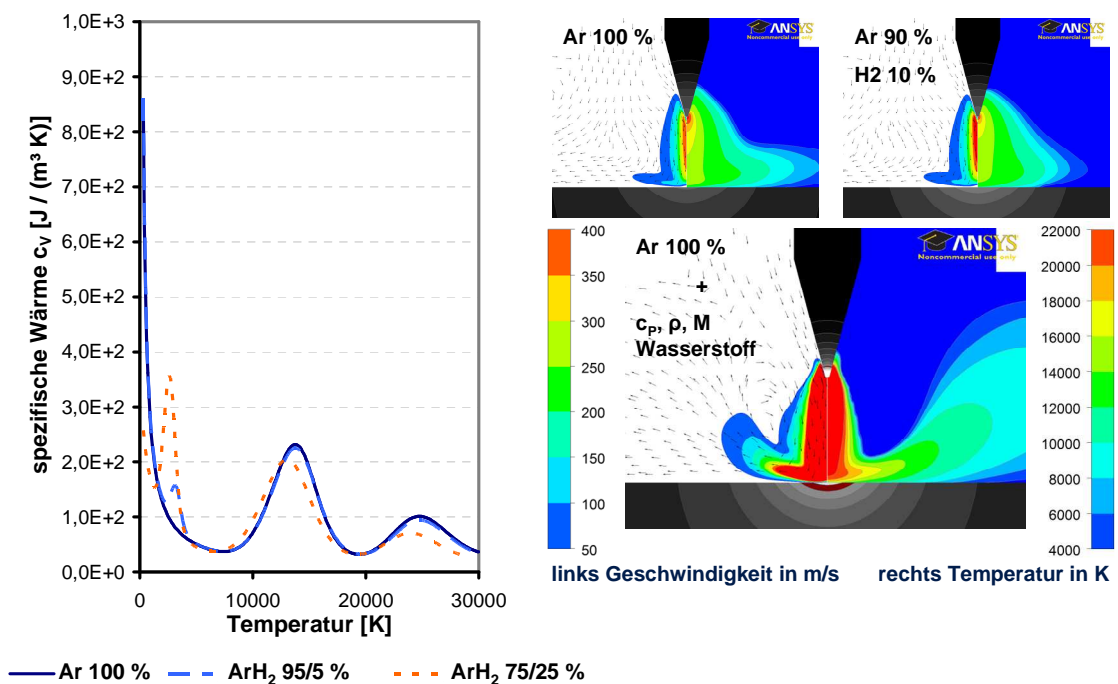 spezifische Wärme cV [J / (m³ K)]
1,0E+3
9,0E+2
8,0E+2
7,0E+2
6,0E+2
5,0E+2
4,0E+2
3,0E+2
2,0E+2
1,0E+2
0,0E+0
0 10000 20000 30000
Temperatur [K]
Ar 100 % ArH2 95/5 % ArH2 75/25 %
Ar 100 %
ANSYS
Noncommercial use only
Ar 90 %
H2 10 %
ANSYS
Noncommercial use only
Ar 100 %
+
cP, ρ, M
Wasserstoff
ANSYS
Noncommercial use only
400
350
300
250
200
150
100
50
22000
20000
18000
16000
14000
12000
10000
8000
6000
4000
links Geschwindigkeit in m/s rechts Temperatur in K